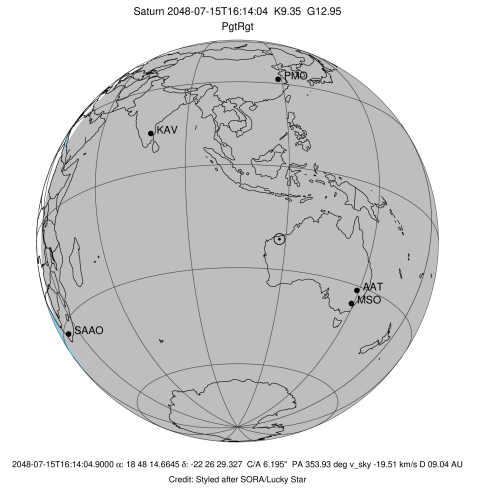 Saturn 2048-07-15T16:14:04 K9.35 G12.95
PgtRgt
PMO
KAV
AAT
MSO
SAAO
2048-07-15T16:14:04.9000 α: 18 48 14.6645 δ: -22 26 29.327 C/A 6.195" PA 353.93 deg v_sky -19.51 km/s D 09.04 AU
Credit: Styled after SORA/Lucky Star